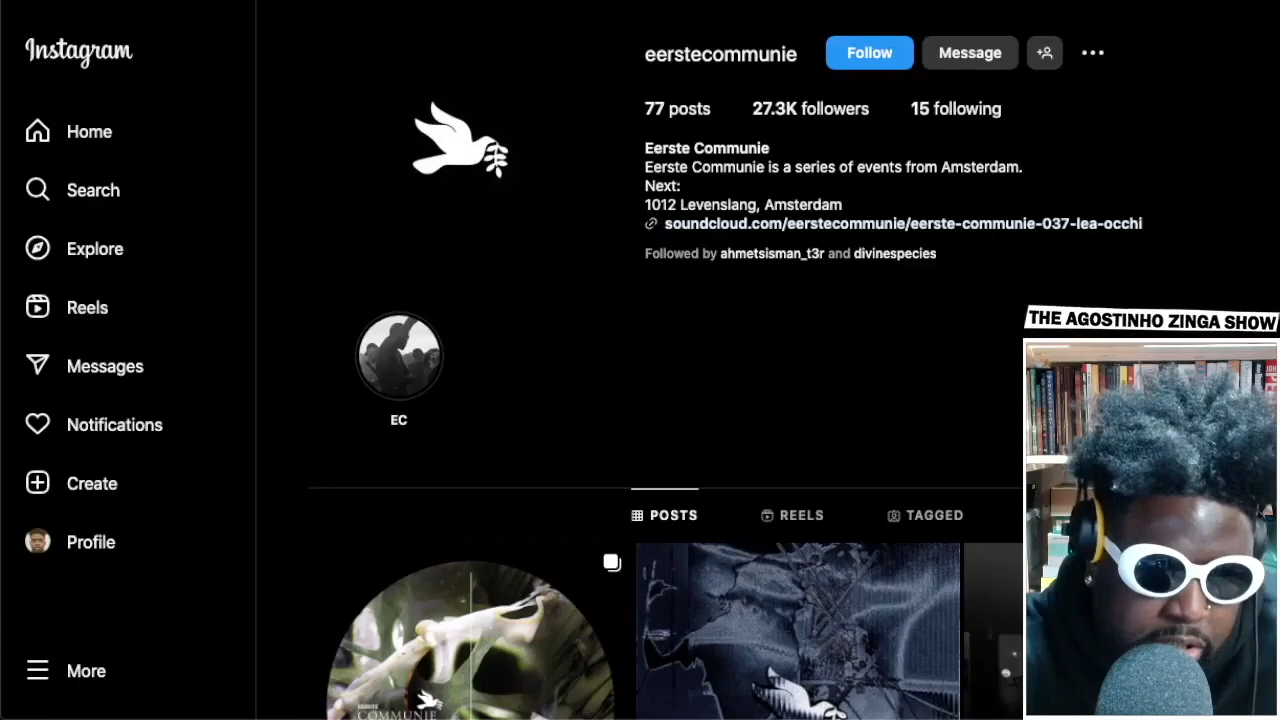 Instagram
Home
Search
Explore
Reels
Messages
Notifications
Create
Profile
More
eerstecommunie
Follow
Message
77 posts
27.3K followers
15 following
Eerste Communie
Eerste Communie is a series of events from Amsterdam.
Next:
1012 Levenslang, Amsterdam
soundcloud.com/eerstecommunie/eerste-communie-037-lea-occhi
Followed by ahmetsisman_t3r and divinespecies
EC
POSTS
REELS
TAGGED
EERSTE
COMMUNIE
THE AGOSTINHO ZINGA SHOW